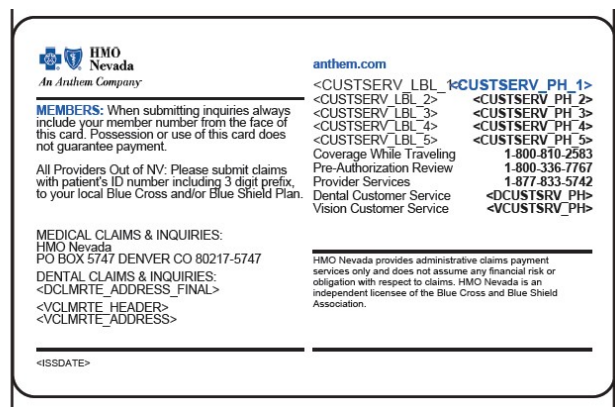 HMO
Nevada
An Anthem Company
MEMBERS: When submitting inquiries always
include your member number from the face of
this card. Possession or use of this card does
not guarantee payment.
All Providers Out of NV: Please submit claims
with patient's ID number including 3 digit prefix,
to your local Blue Cross and/or Blue Shield Plan.
MEDICAL CLAIMS & INQUIRIES:
HMO Nevada
PO BOX 5747 DENVER CO 80217-5747
DENTAL CLAIMS & INQUIRIES:
<DCLMRTE_ADDRESS_FINAL>
<VCLMRTE_HEADER>
<VCLMRTE_ADDRESS>
<ISSDATE>
anthem.com
<CUSTSERV_LBL_1<CUSTSERV_PH_1>
<CUSTSERV_LBL_2> <CUSTSERV_PH_2>
<CUSTSERV_LBL_3> <CUSTSERV_PH_3>
<CUSTSERV_LBL_4> <CUSTSERV_PH_4>
<CUSTSERV_LBL_5> <CUSTSERV_PH_5>
Coverage While Traveling 1-800-810-2583
Pre-Authorization Review 1-800-336-7767
Provider Services 1-877-833-5742
Dental Customer Service <DCUSTSRV_PH>
Vision Customer Service <VCUSTSRV_PH>
HMO Nevada provides administrative claims payment
services only and does not assume any financial risk or
obligation with respect to claims. HMO Nevada is an
independent licensee of the Blue Cross and Blue Shield
Association.